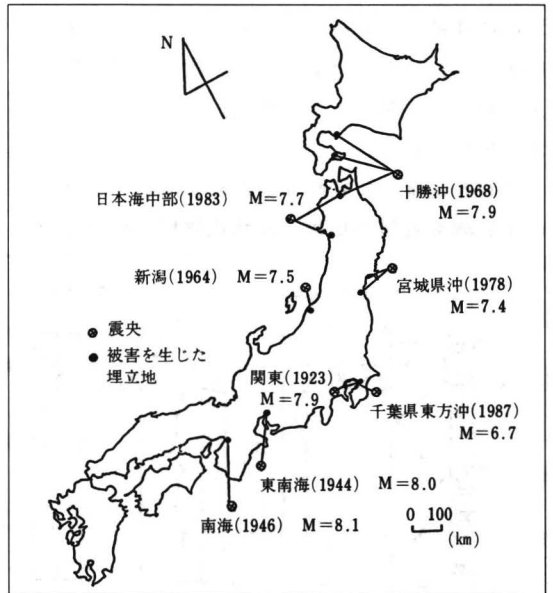 N
日本海中部(1983) M=7.7
十勝沖(1968)
M=7.9
新潟(1964) M=7.5
宮城県沖(1978)
M=7.4
震央
被害を生じた
埋立地
関東(1923)
M=7.9
千葉県東方沖(1987)
M=6.7
東南海(1944) M=8.0
南海(1946) M=8.1
0 100
(km)